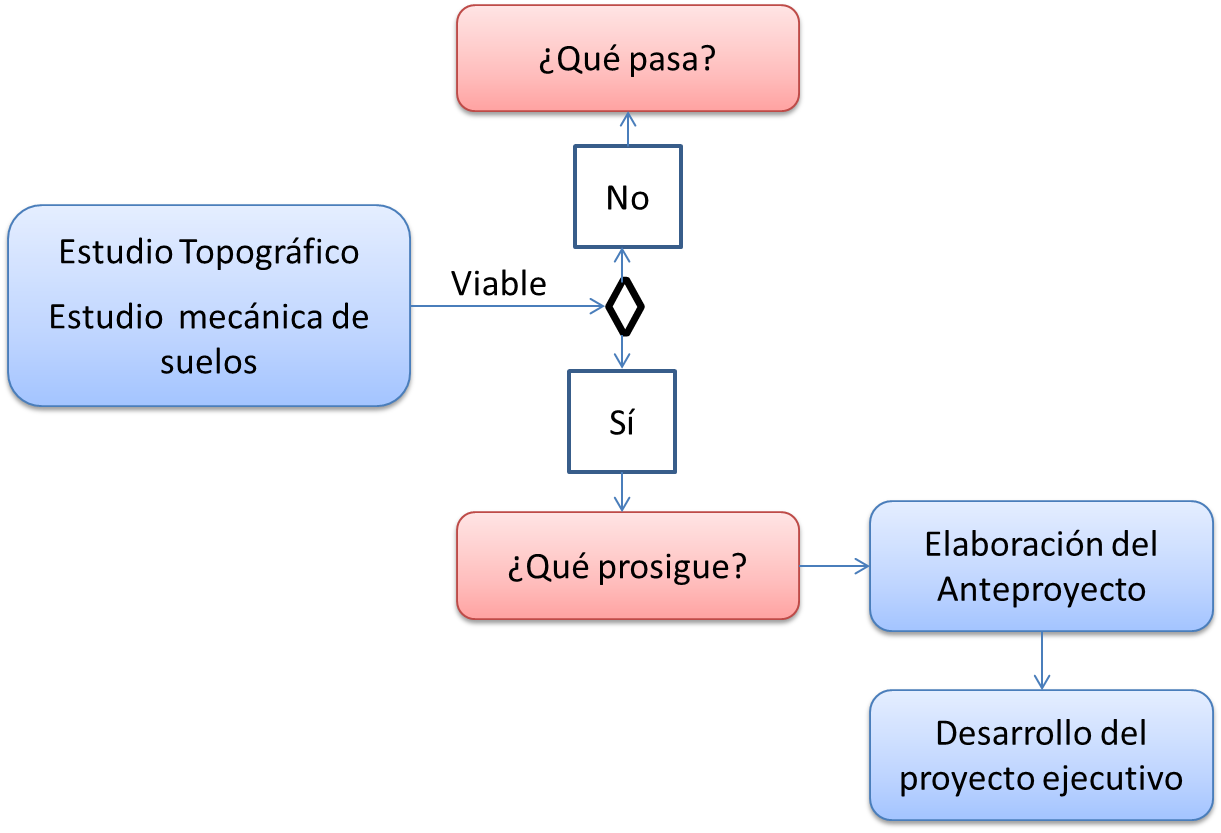 ¿Qué pasa?
No
Estudio Topográfico
Estudio mecánica de
suelos
Viable
Sí
¿Qué prosigue?
Elaboración del
Anteproyecto
Desarrollo del
proyecto ejecutivo